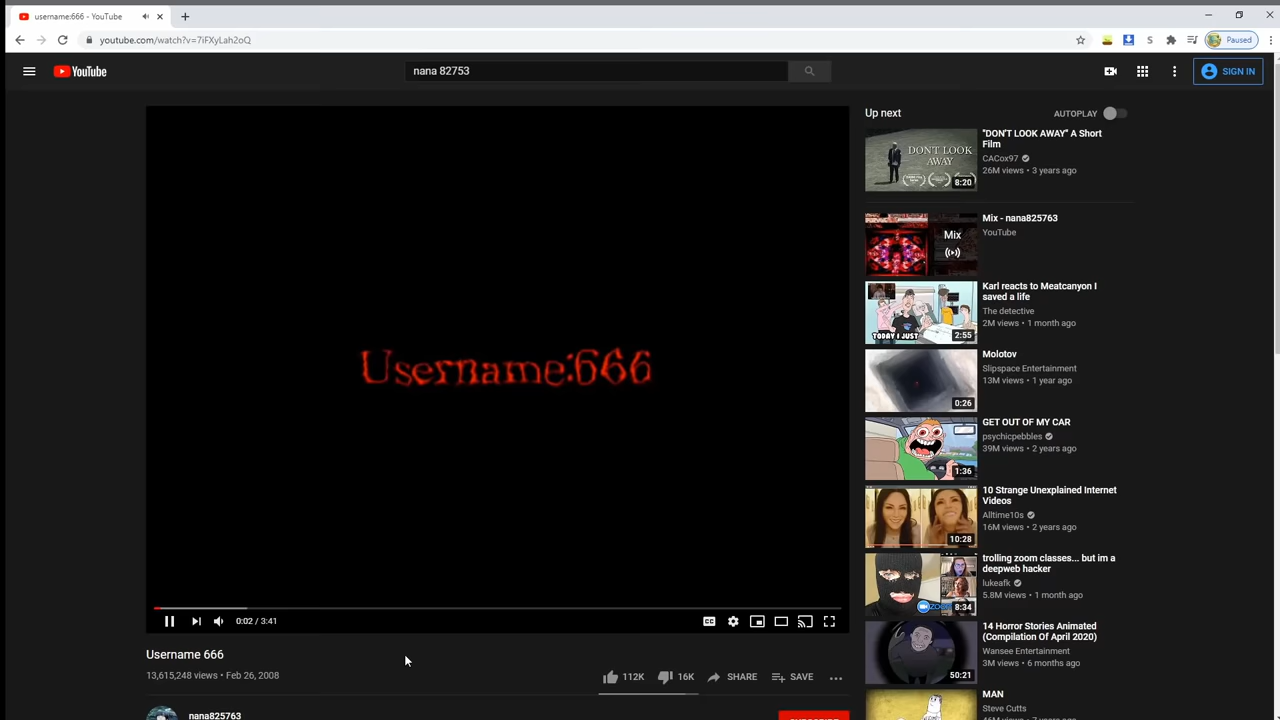 username:666 - YouTube
youtube.com/watch?v=7iFXyLah2oQ
S
Paused
YouTube
nana 82753
SIGN IN
Username:666
0:02 / 3:41
CC
Username 666
13,615,248 views • Feb 26, 2008
112K
16K
SHARE
SAVE
nana825763
Up next
AUTOPLAY
DON'T LOOK
AWAY
8:20
"DON'T LOOK AWAY" A Short
Film
CACox97
26M views • 3 years ago
Mix
Mix - nana825763
YouTube
TODAY I JUST
2:55
Karl reacts to Meatcanyon I
saved a life
The detective
2M views • 1 month ago
0:26
Molotov
Slipspace Entertainment
13M views • 1 year ago
1:36
GET OUT OF MY CAR
psychicpebbles
39M views • 2 years ago
10:28
10 Strange Unexplained Internet
Videos
Alltime10s
16M views • 2 years ago
zoom
8:34
trolling zoom classes... but im a
deepweb hacker
lukeafk
5.8M views • 1 month ago
50:21
14 Horror Stories Animated
(Compilation Of April 2020)
Wansee Entertainment
3M views • 6 months ago
MAN
Steve Cutts